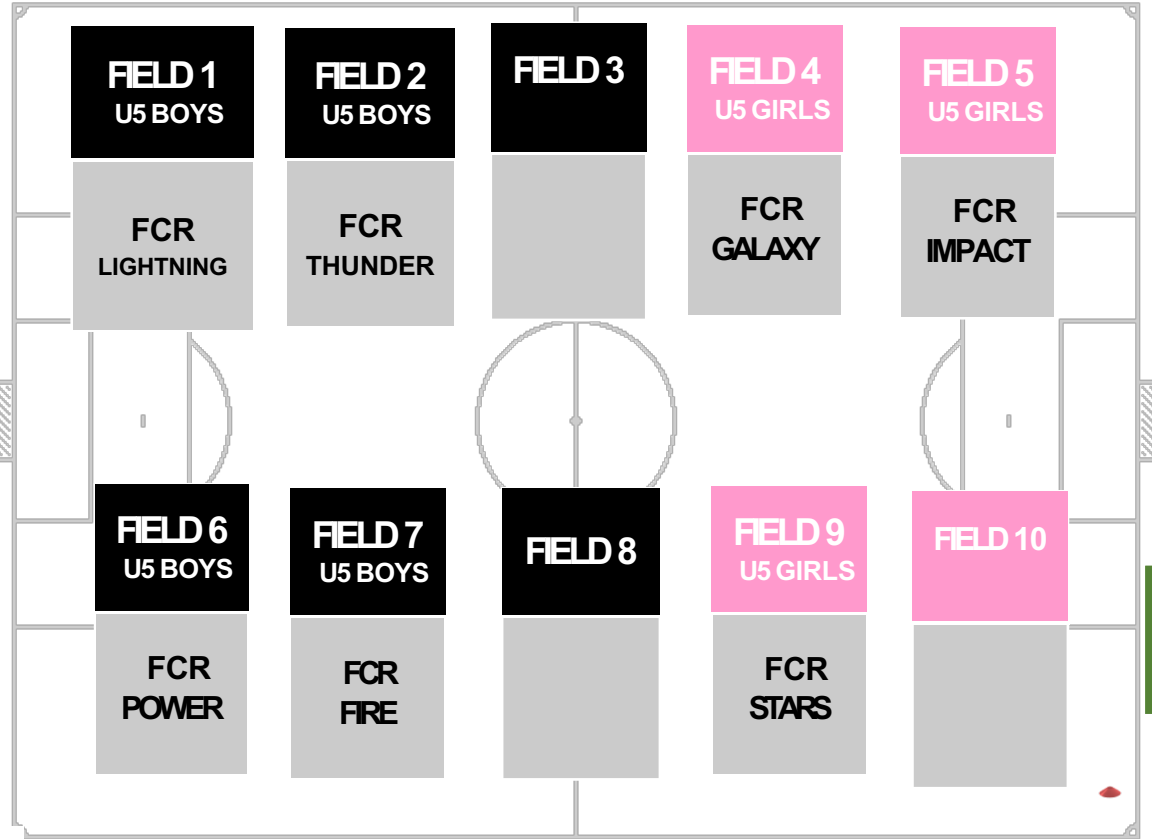 FIELD 1
U5 BOYS
FCR
LIGHTNING
FIELD 2
U5 BOYS
FCR
THUNDER
FIELD 3
FIELD 4
U5 GIRLS
FCR
GALAXY
FIELD 5
U5 GIRLS
FCR
IMPACT
FIELD 6
U5 BOYS
FCR
POWER
FIELD 7
U5 BOYS
FCR
FIRE
FIELD 8
FIELD 9
U5 GIRLS
FCR
STARS
FIELD 10